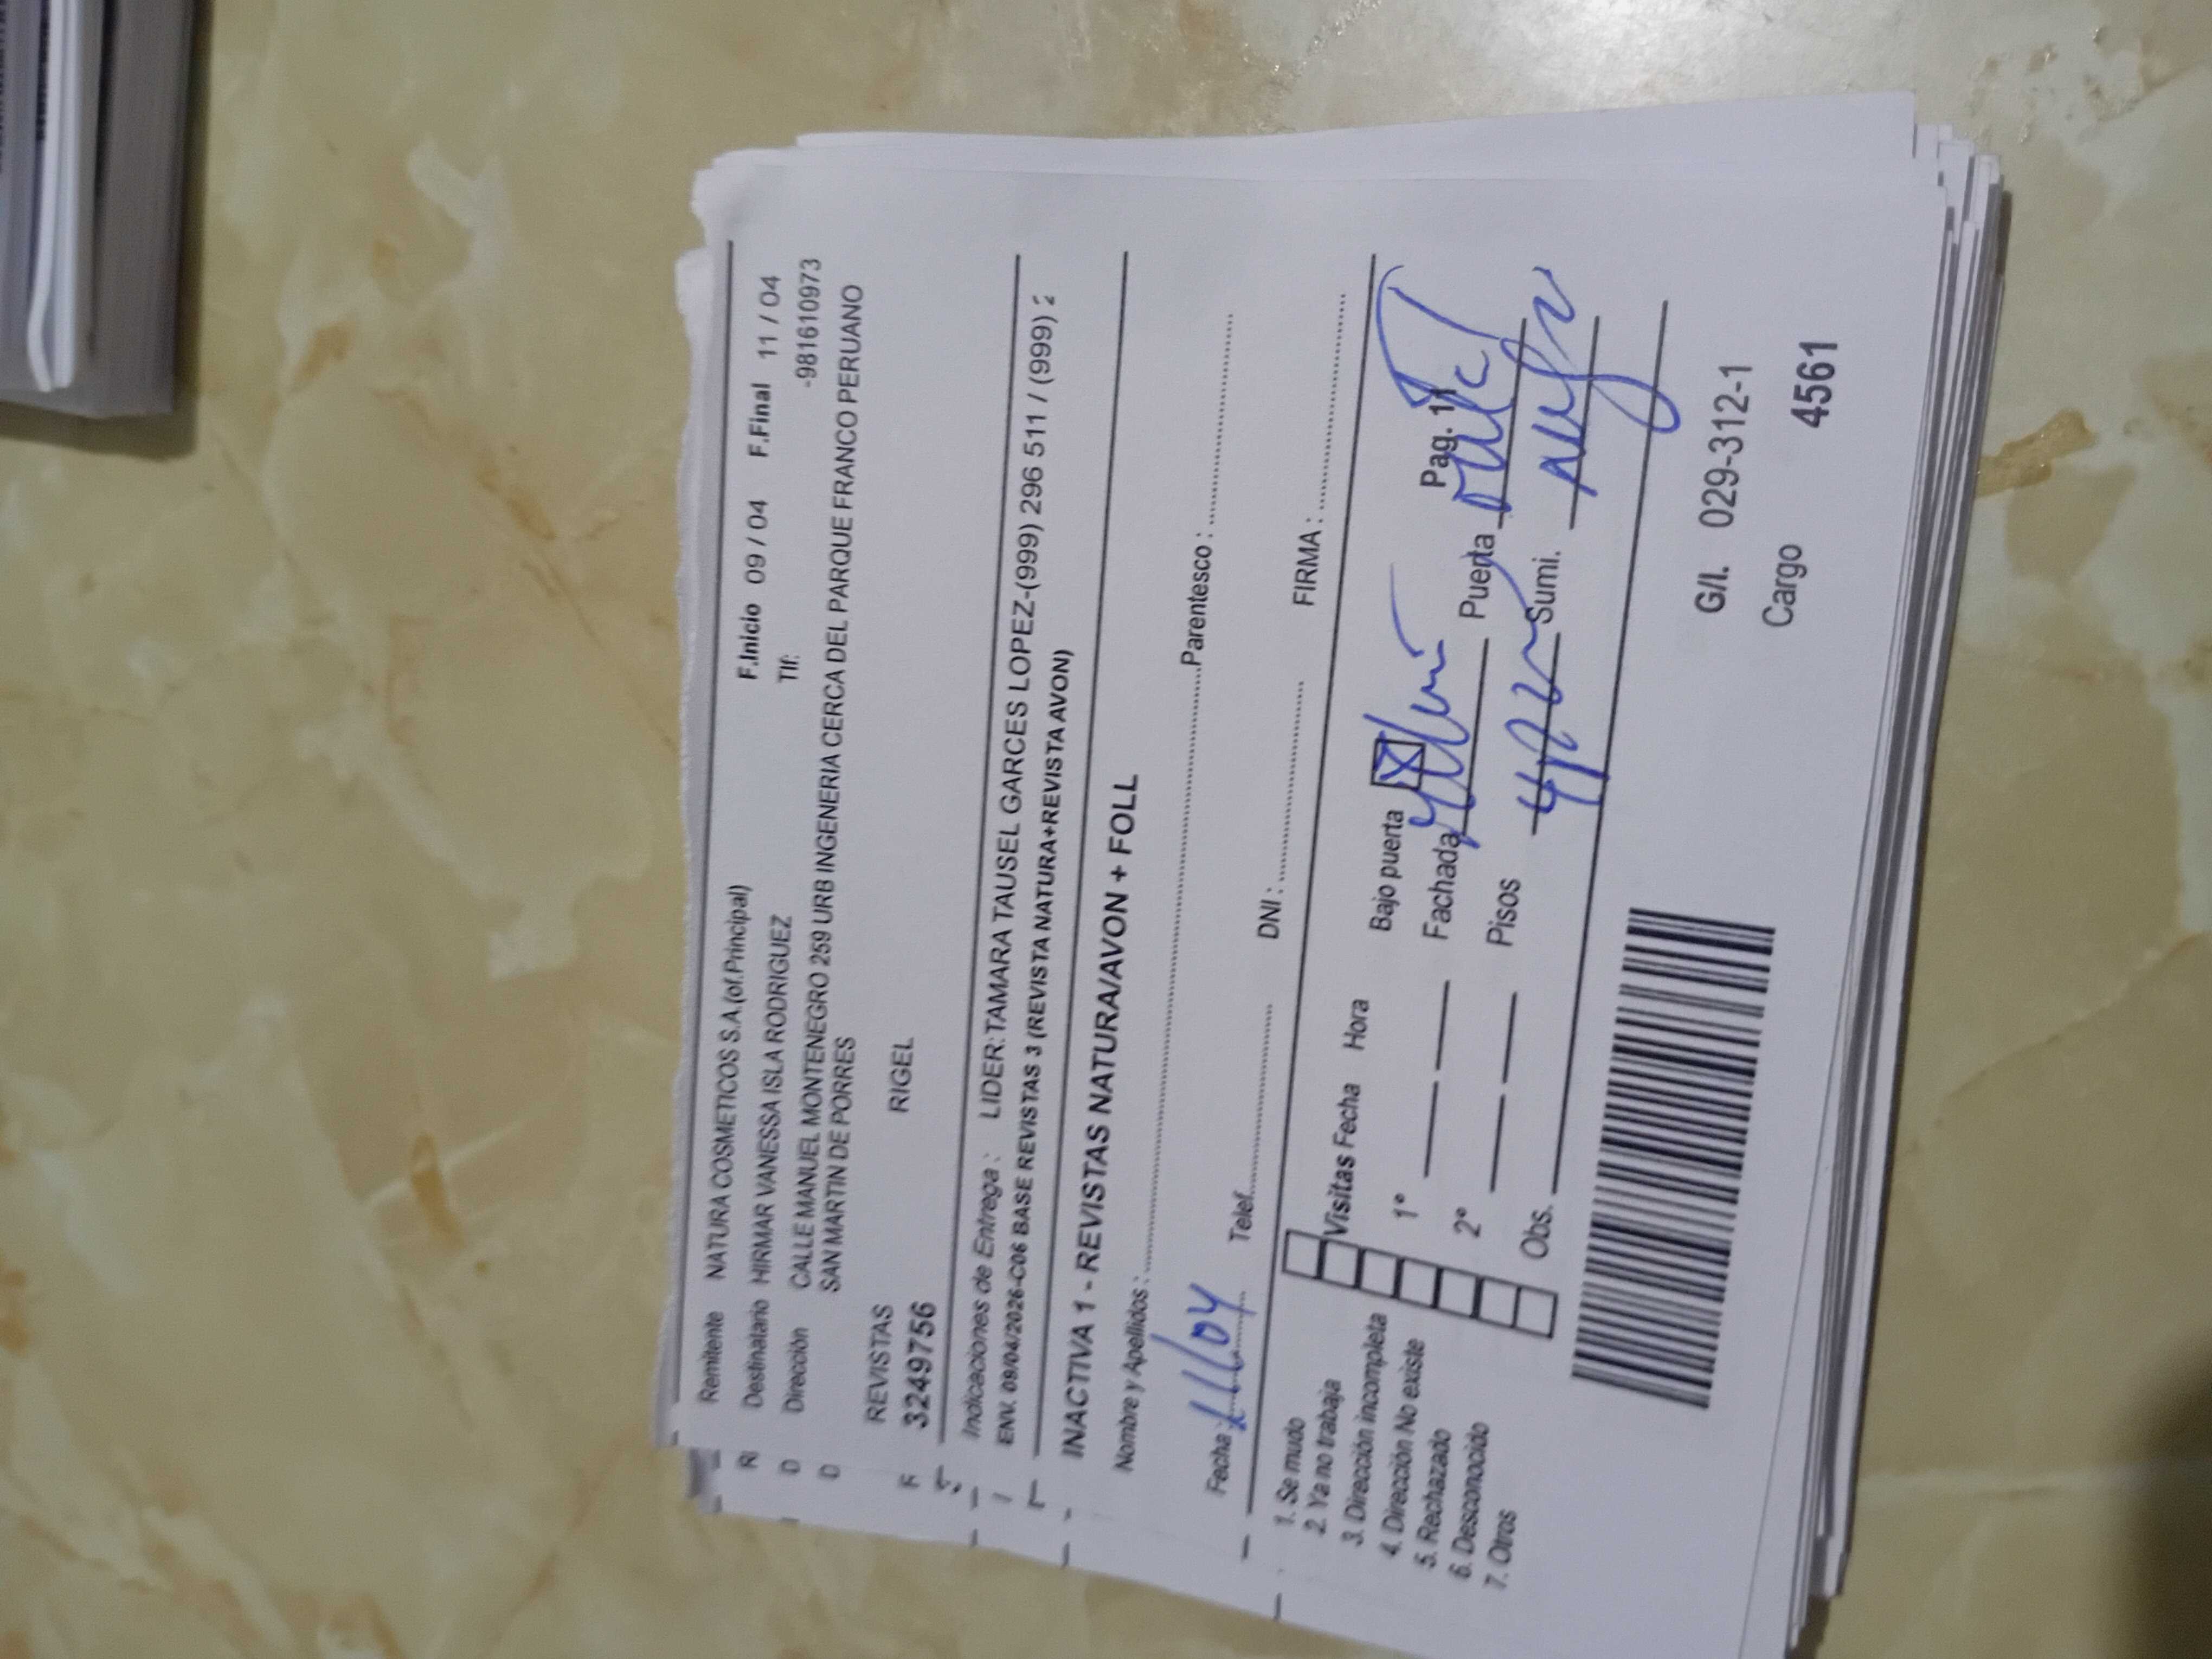 Remitente NATURA COSMETICOS S.A.(of.Principal) F.Inicio 09 / 04 F.Final 11 / 04
Destinatario HIRMAR VANESSA ISLA RODRIGUEZ Tlf: -981610973
Dirección CALLE MANUEL MONTENEGRO 259 URB INGENERIA CERCA DEL PARQUE FRANCO PERUANO
SAN MARTIN DE PORRES
REVISTAS RIGEL
3249756
Indicaciones de Entrega : LIDER: TAMARA TAUSEL GARCES LOPEZ-(999) 296 511 / (999)
ENV. 09/04/2026-C06 BASE REVISTAS 3 (REVISTA NATURA+REVISTA AVON)
INACTIVA 1 - REVISTAS NATURA/AVON + FOLL
Nombre y Apellidos : Parentesco :
Fecha : 11/04 Telef. DNI : FIRMA :
1. Se mudo
2. Ya no trabaja
3. Dirección incompleta
4. Dirección No existe
5. Rechazado
6. Desconocido
7. Otros
Visitas Fecha Hora Bajo puerta X Pag. 11
1° Fachada Puerta
2° Pisos Sumi.
Obs.
G/I. 029-312-1
Cargo 4561
R
D
D
F